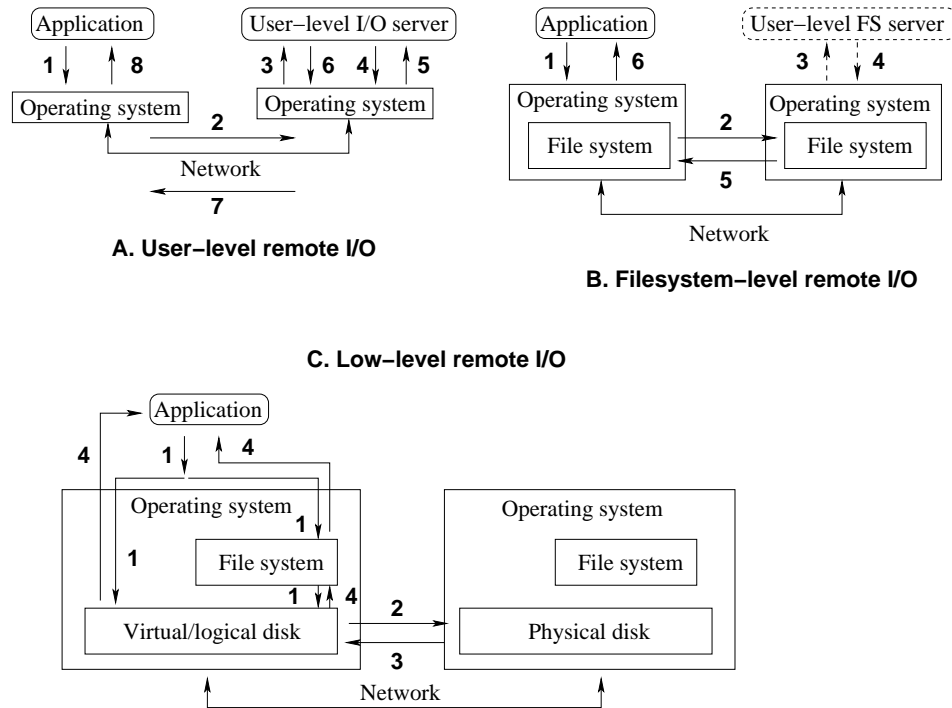 Application
User−level I/O server
1
8
3
6
4
5
Operating system
Operating system
2
Network
7
A. User−level remote I/O
Application
User−level FS server
1
6
3
4
Operating system
Operating system
File system
2
File system
5
Network
B. Filesystem−level remote I/O
C. Low−level remote I/O
Application
4
1
4
Operating system
Operating system
1
1
File system
File system
1
4
2
Virtual/logical disk
Physical disk
3
Network